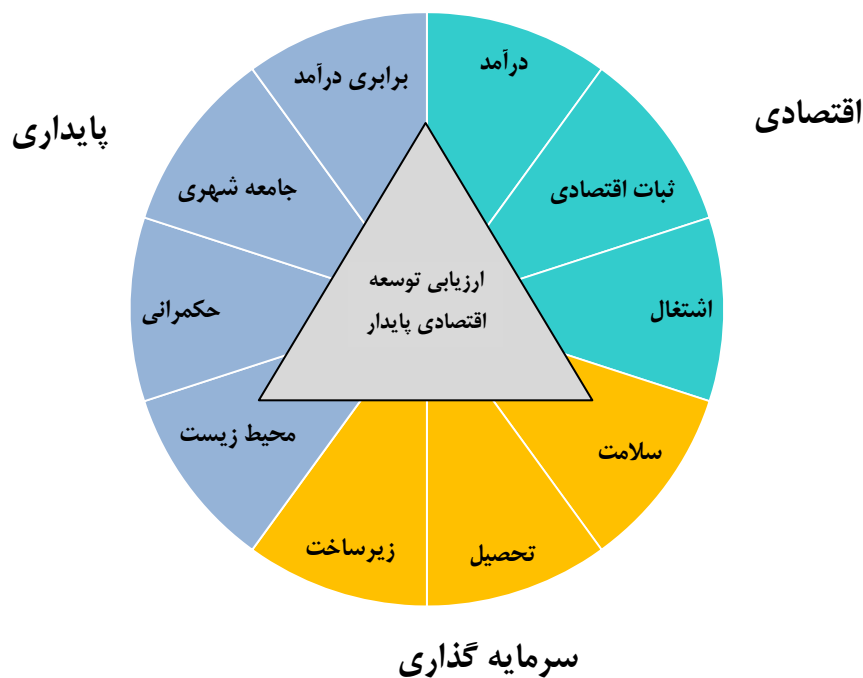 درآمد
برابری درآمد
اقتصادی
پایداری
ثبات اقتصادی
جامعه شهری
ارزیابی توسعه
اقتصادی پایدار
اشتغال
حکمرانی
محیط زیست
سلامت
تحصیل
زیرساخت
سرمایه گذاری